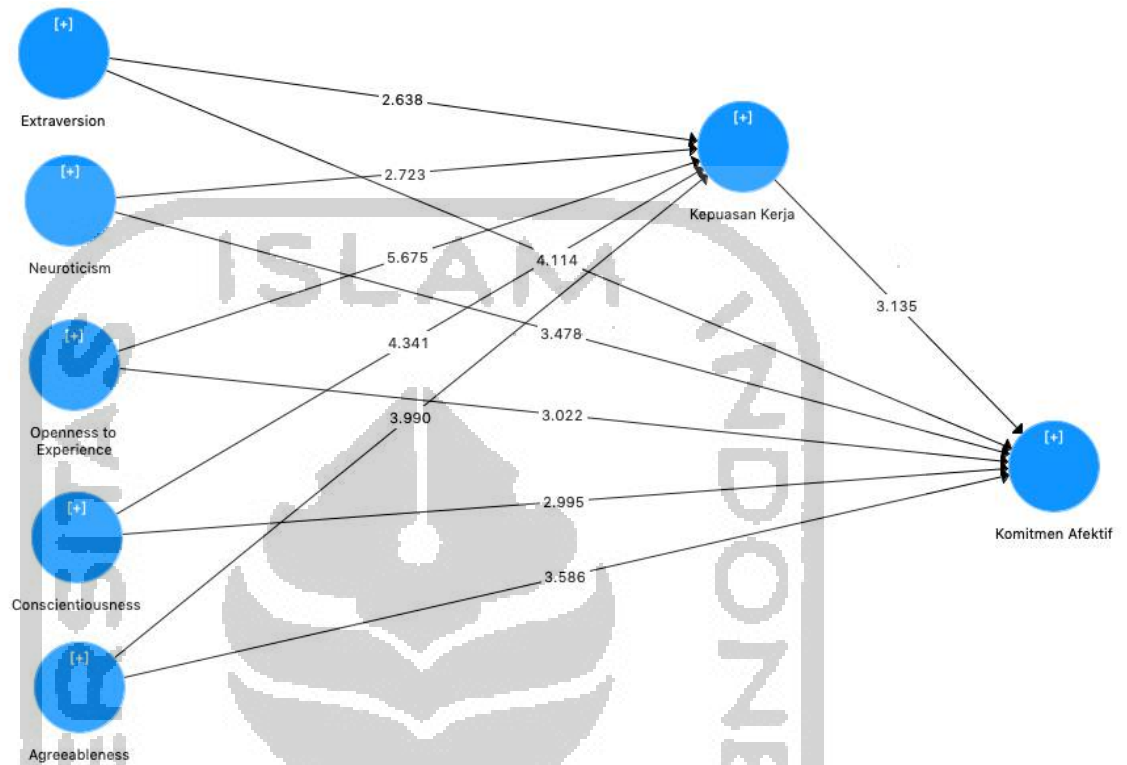 [+]
Extraversion
[+]
Neuroticism
[+]
Openness to
Experience
[+]
Conscientiousness
[+]
Agreeableness
2.638
2.723
5.675
4.341
3.990
4.114
3.478
3.022
2.995
3.586
[+]
Kepuasan Kerja
3.135
[+]
Komitmen Afektif
ISLAM